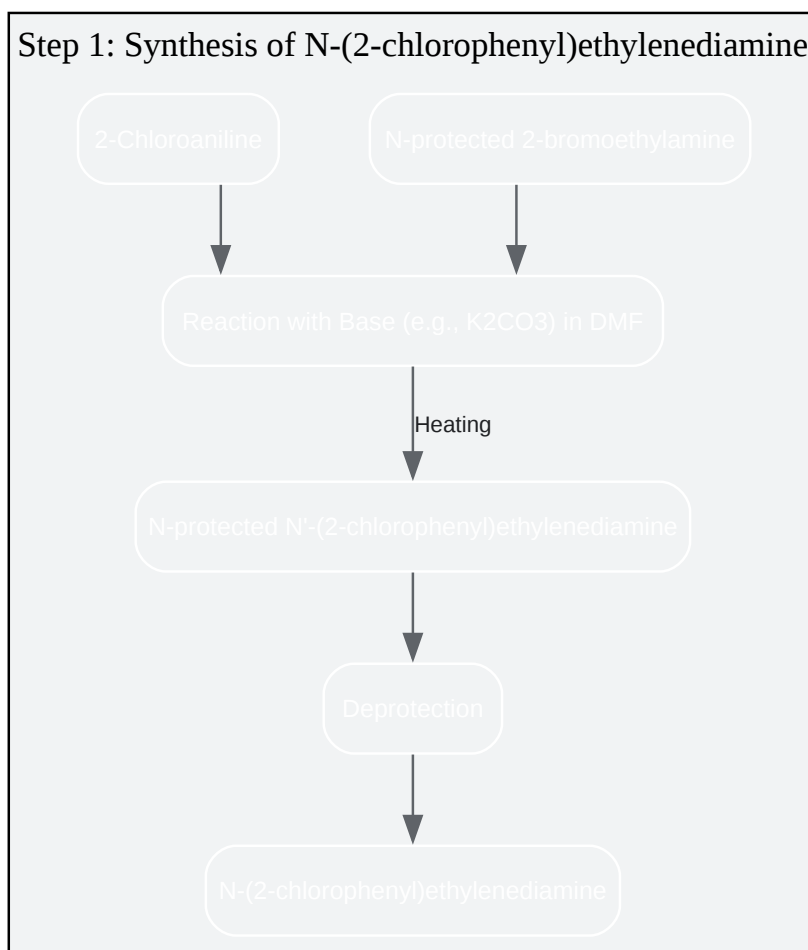 Step 1: Synthesis of N-(2-chlorophenyl)ethylenediamine
2-Chloroaniline
N-protected 2-bromoethylamine
Reaction with Base (e.g., K2CO3) in DMF
Heating
N-protected N'-(2-chlorophenyl)ethylenediamine
Deprotection
N-(2-chlorophenyl)ethylenediamine